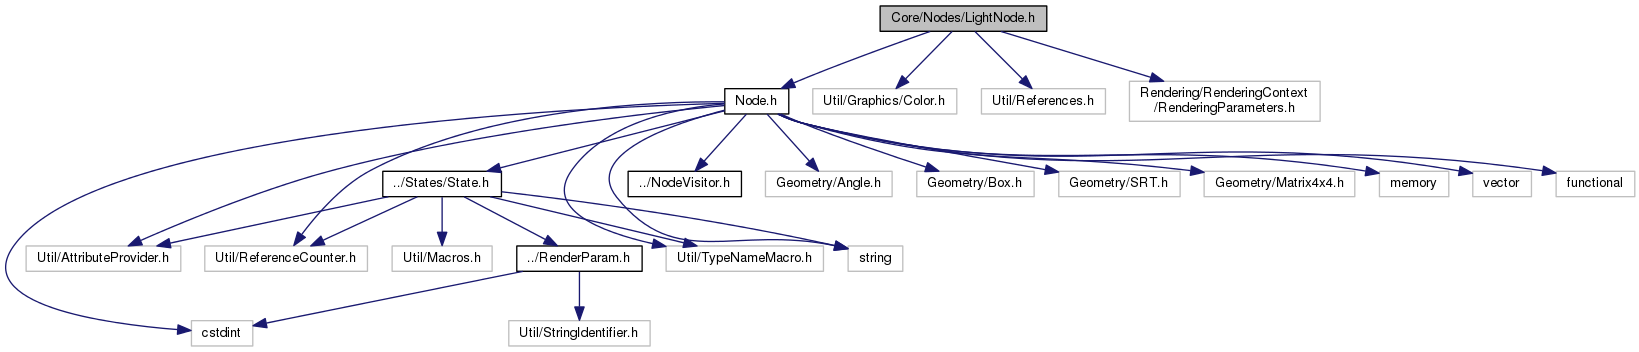 Core/Nodes/LightNode.h
Node.h
Util/Graphics/Color.h
Util/References.h
Rendering/RenderingContext
/RenderingParameters.h
../States/State.h
../NodeVisitor.h
Geometry/Angle.h
Geometry/Box.h
Geometry/SRT.h
Geometry/Matrix4x4.h
memory
vector
functional
Util/AttributeProvider.h
Util/ReferenceCounter.h
Util/Macros.h
../RenderParam.h
Util/TypeNameMacro.h
string
cstdint
Util/StringIdentifier.h